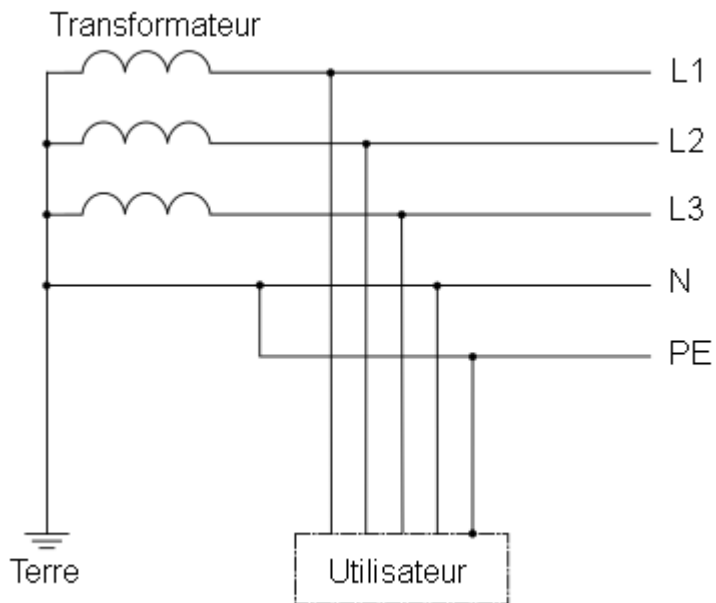 Transformateur
L1
L2
L3
N
PE
Terre
Utilisateur